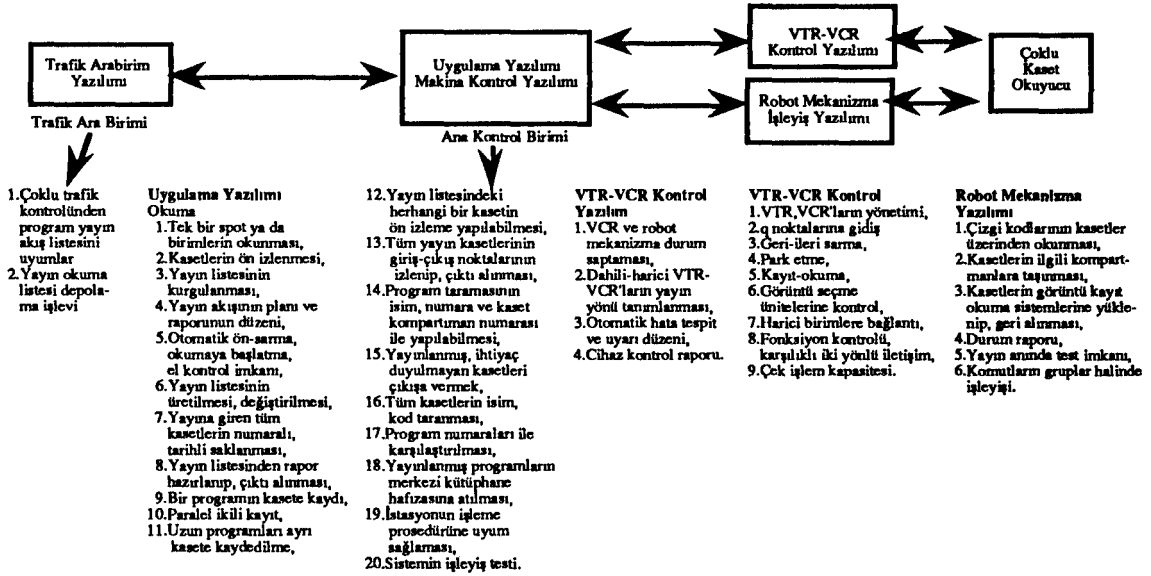 Trafik Arabirim
Yazılımı
Trafik Ara Birimi
Uygulama Yazılımı
Makina Kontrol Yazılımı
Ana Kontrol Birimi
VTR-VCR
Kontrol Yazılımı
Robot Mekanizma
İşleyiş Yazılımı
Çoklu
Kaset
Okuyucu
1.Çoklu trafik
kontrolünden
program yayın
akış listesini
uyumlar
2.Yayın okuma
listesi depola-
ma işlevi
Uygulama Yazılımı
Okuma
1.Tek bir spot ya da
birimlerin okunması,
2.Kasetlerin ön izlenmesi,
3.Yayın listesinin
kurgulanması,
4.Yayın akışının planı ve
raporunun düzeni,
5.Otomatik ön-sarma,
okumaya başlatma,
el kontrol imkanı,
6.Yayın listesinin
üretilmesi, değiştirilmesi,
7.Yayına giren tüm
kasetlerin numaralı,
tarihli saklanması,
8.Yayın listesinden rapor
hazırlanıp, çıktı alınması,
9.Bir programın kasete kaydı,
10.Paralel ikili kayıt,
11.Uzun programları ayrı
kasete kaydedilme,
12.Yayın listesindeki
herhangi bir kasetin
ön izleme yapılabilmesi,
13.Tüm yayın kasetlerinin
giriş-çıkış noktalarının
izlenip, çıktı alınması,
14.Program taramasının
isim, numara ve kaset
kompartıman numarası
ile yapılabilmesi,
15.Yayınlanmış, ihtiyaç
duyulmayan kasetleri
çıkışa vermek,
16.Tüm kasetlerin isim,
kod taranması,
17.Program numaraları ile
karşılaştırılması,
18.Yayınlanmış programların
merkezi kütüphane
hafızasına atılması,
19.İstasyonun işleme
prosedürüne uyum
sağlaması,
20.Sistemin işleyiş testi.
VTR-VCR Kontrol
Yazılım
1.VCR ve robot
mekanizma durum
saptaması,
2.Dahili-harici VTR-
VCR'ların yayın
yönü tanımlanması,
3.Otomatik hata tespit
ve uyarı düzeni,
4.Cihaz kontrol raporu.
VTR-VCR Kontrol
1.VTR,VCR'ların yönetimi,
2.q noktalarına gidiş
3.Geri-ileri sarma,
4.Park etme,
5.Kayıt-okuma,
6.Görüntü seçme
ünitelerine kontrol,
7.Harici birimlere bağlantı,
8.Fonksiyon kontrolü,
karşılıklı iki yönlü iletişim,
9.Çek işlem kapasitesi.
Robot Mekanizma
Yazılımı
1.Çizgi kodlarının kasetler
üzerinden okunması,
2.Kasetlerin ilgili kompart-
manlara taşınması,
3.Kasetlerin görüntü kayıt
okuma sistemlerine yükle-
nip, geri alınması,
4.Durum raporu,
5.Yayın anında test imkanı,
6.Komutların gruplar halinde
işleyişi.